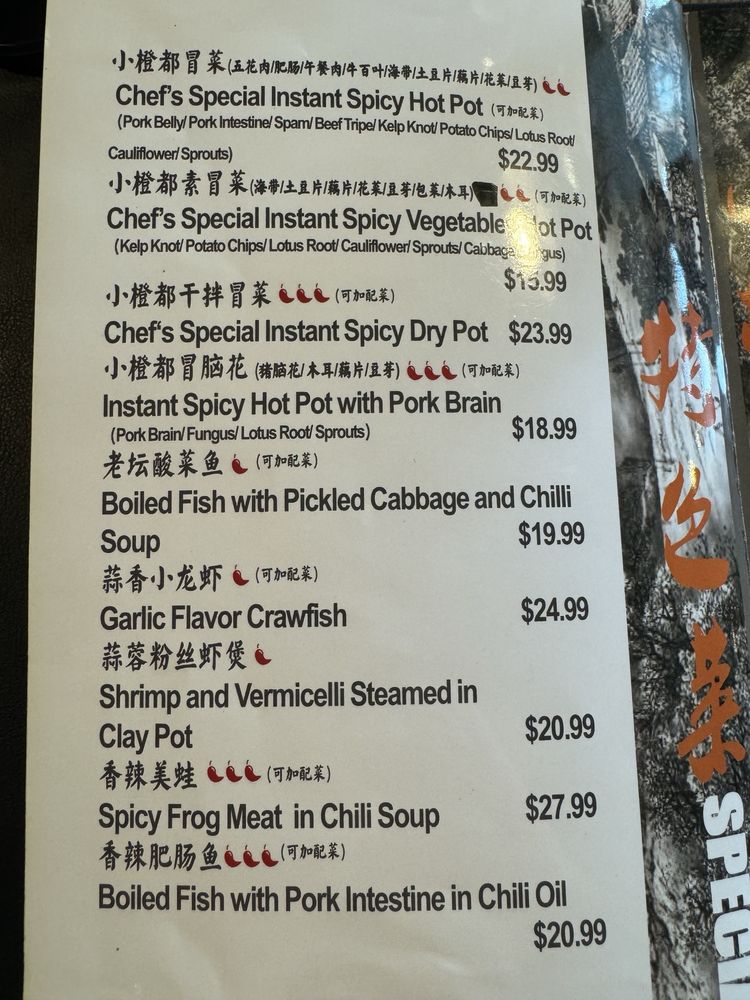 小橙都冒菜(五花肉/肥肠/午餐肉/牛百叶/海带/土豆片/藕片/花菜/豆芽)
Chef's Special Instant Spicy Hot Pot (可加配菜)
(Pork Belly/ Pork Intestine/ Spam/ Beef Tripe/ Kelp Knot/ Potato Chips/ Lotus Root/
Cauliflower/ Sprouts)
$22.99
小橙都素冒菜(海带/土豆片/藕片/花菜/豆芽/包菜/木耳) (可加配菜)
Chef's Special Instant Spicy Vegetable Hot Pot
(Kelp Knot/ Potato Chips/ Lotus Root/ Cauliflower/ Sprouts/ Cabbage/ Fungus)
$15.99
小橙都干拌冒菜 (可加配菜)
Chef's Special Instant Spicy Dry Pot $23.99
小橙都冒脑花 (猪脑花/木耳/藕片/豆芽) (可加配菜)
Instant Spicy Hot Pot with Pork Brain
(Pork Brain/ Fungus/ Lotus Root/ Sprouts)
$18.99
老坛酸菜鱼 (可加配菜)
Boiled Fish with Pickled Cabbage and Chilli
Soup $19.99
蒜香小龙虾 (可加配菜)
Garlic Flavor Crawfish $24.99
蒜蓉粉丝虾煲
Shrimp and Vermicelli Steamed in
Clay Pot $20.99
香辣美蛙 (可加配菜)
Spicy Frog Meat in Chili Soup $27.99
香辣肥肠鱼 (可加配菜)
Boiled Fish with Pork Intestine in Chili Oil
$20.99
特色菜
SPECI